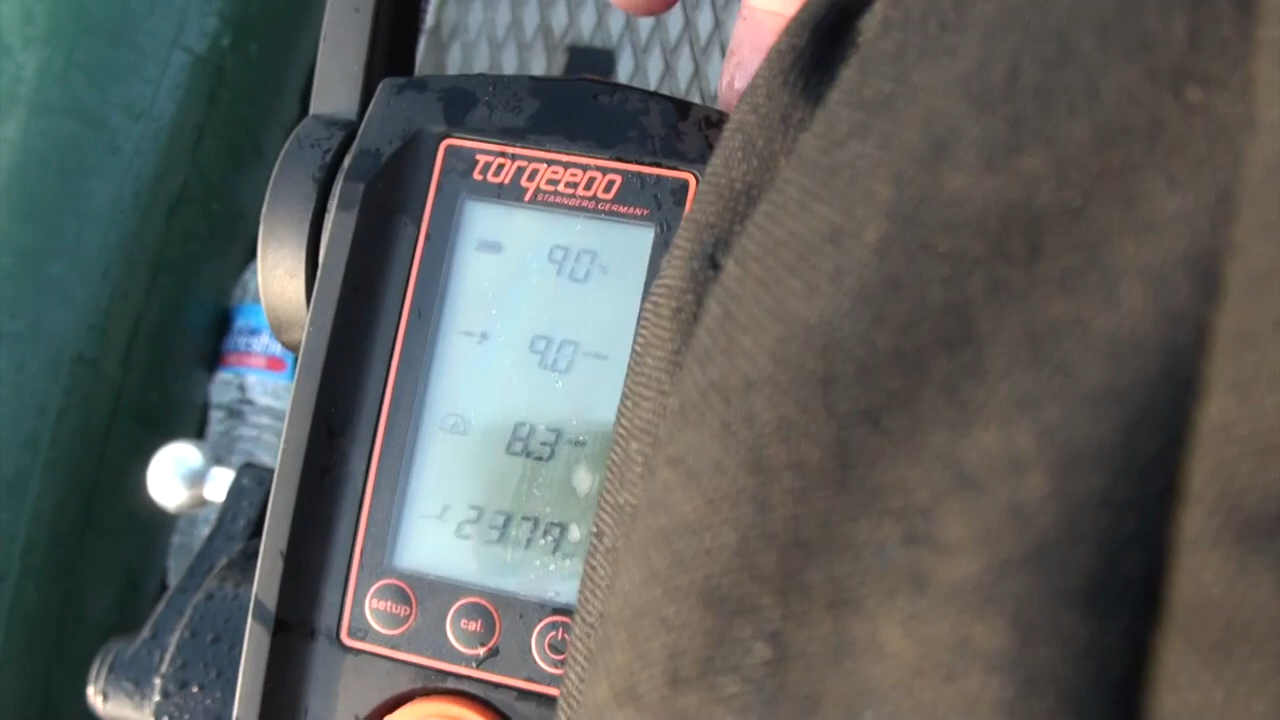 TORQEEDO
STARNBERG.GERMANY
90%
9.0
8.3
2379
setup
cal.